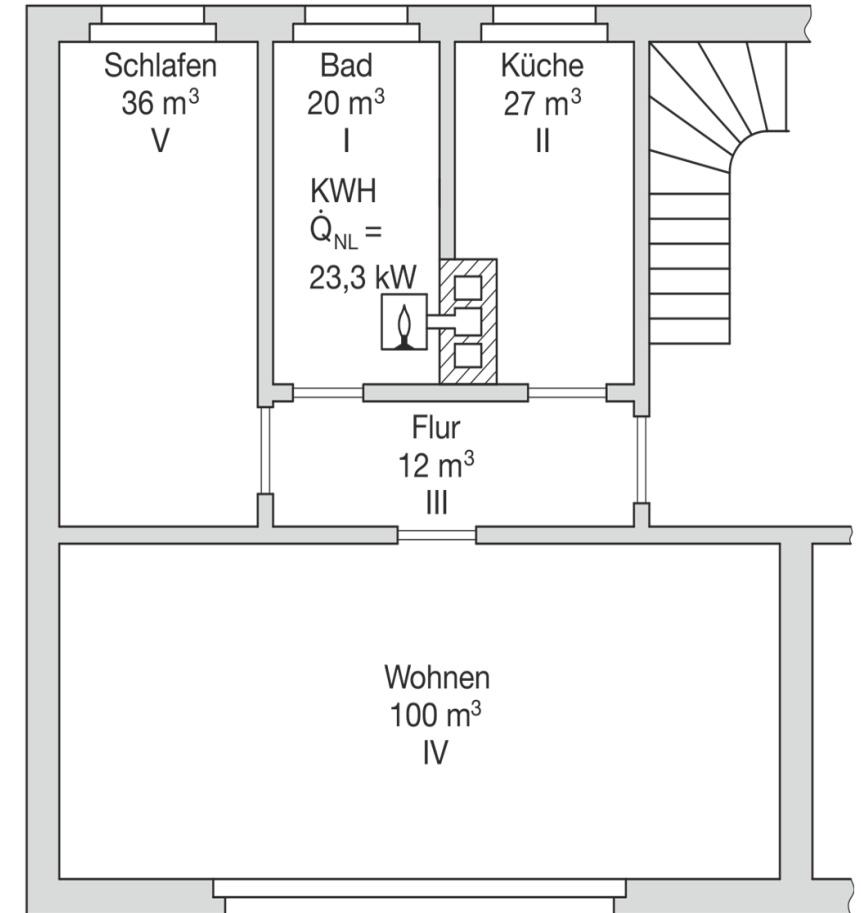 Schlafen
36 m³
V
Bad
20 m³
I
KWH
Q̇NL =
23,3 kW
Küche
27 m³
II
Flur
12 m³
III
Wohnen
100 m³
IV